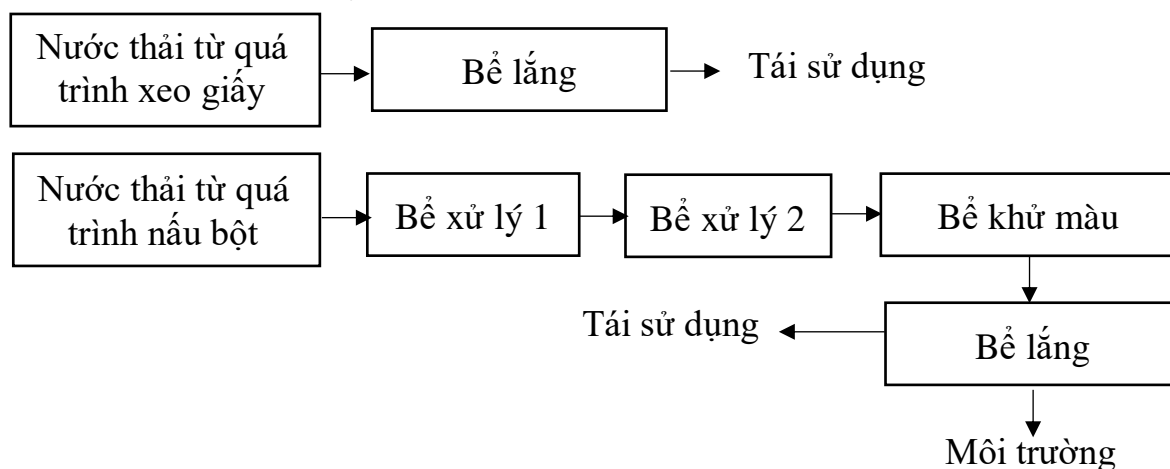 Nước thải từ quá
trình xeo giấy
Bể lắng
Tái sử dụng
Nước thải từ quá
trình nấu bột
Bể xử lý 1
Bể xử lý 2
Bể khử màu
Tái sử dụng
Bể lắng
Môi trường